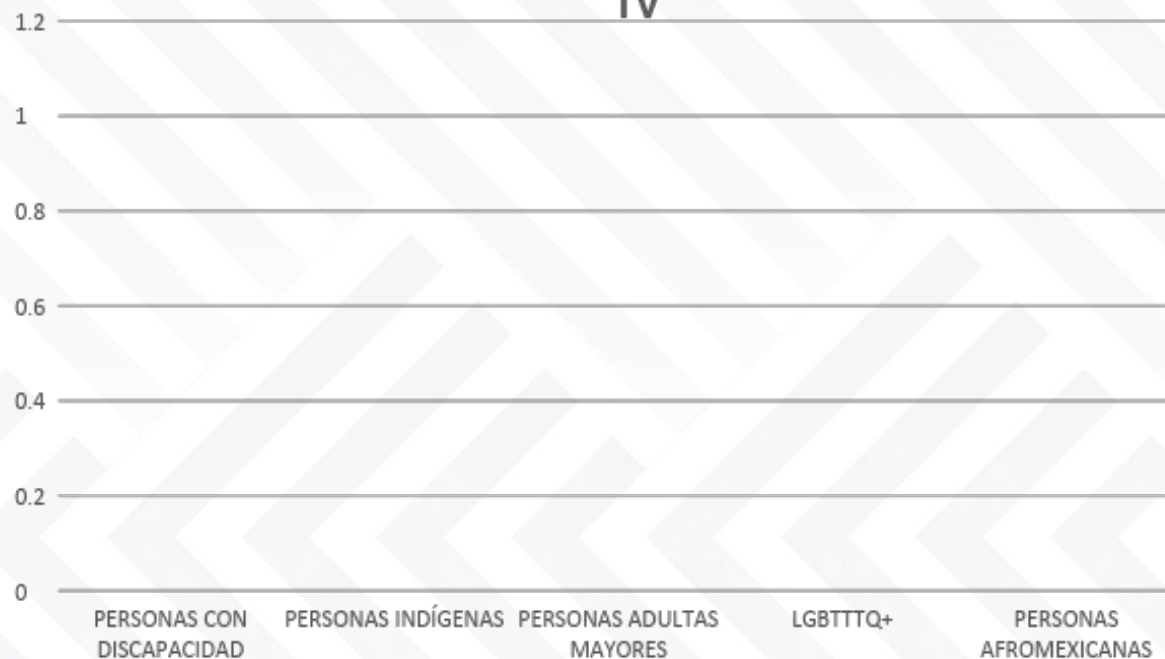 TV
1.2
1
0.8
0.6
0.4
0.2
0
PERSONAS CON
DISCAPACIDAD
PERSONAS INDÍGENAS
PERSONAS ADULTAS
MAYORES
LGBTTTQ+
PERSONAS
AFROMEXICANAS